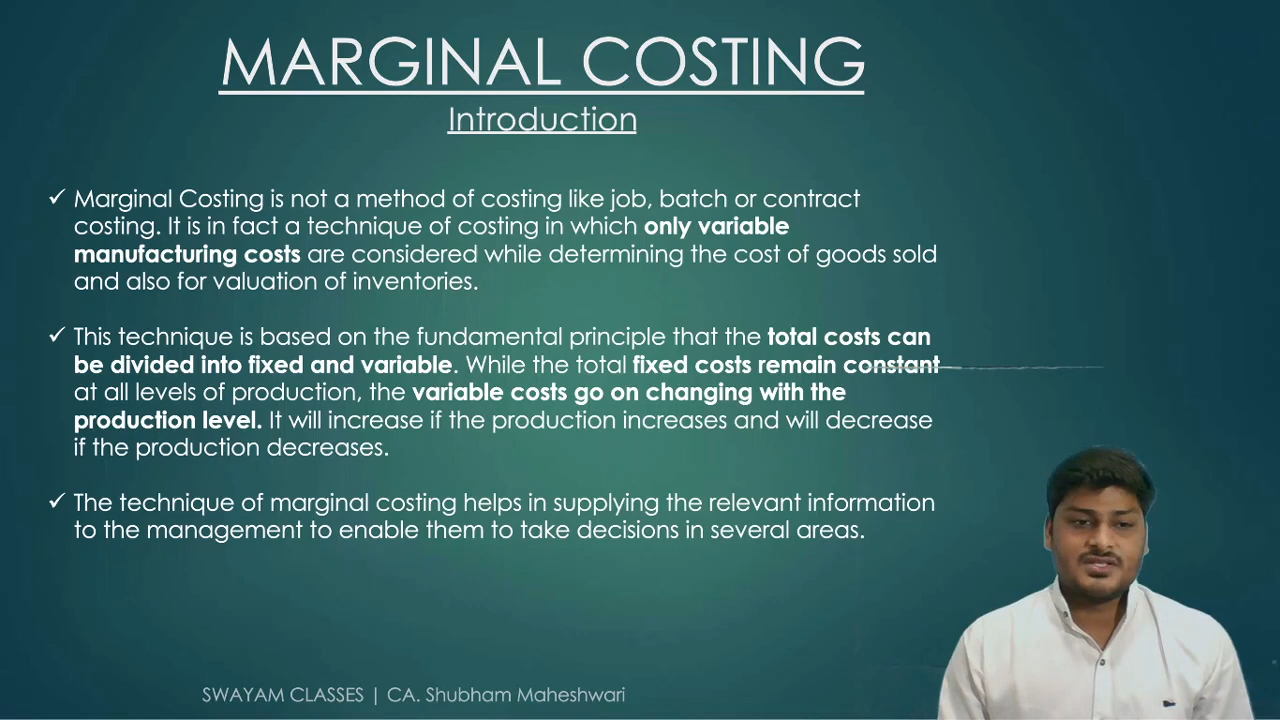 MARGINAL COSTING
Introduction
✓ Marginal Costing is not a method of costing like job, batch or contract
costing. It is in fact a technique of costing in which only variable
manufacturing costs are considered while determining the cost of goods sold
and also for valuation of inventories.
✓ This technique is based on the fundamental principle that the total costs can
be divided into fixed and variable. While the total fixed costs remain constant
at all levels of production, the variable costs go on changing with the
production level. It will increase if the production increases and will decrease
if the production decreases.
✓ The technique of marginal costing helps in supplying the relevant information
to the management to enable them to take decisions in several areas.
SWAYAM CLASSES | CA. Shubham Maheshwari